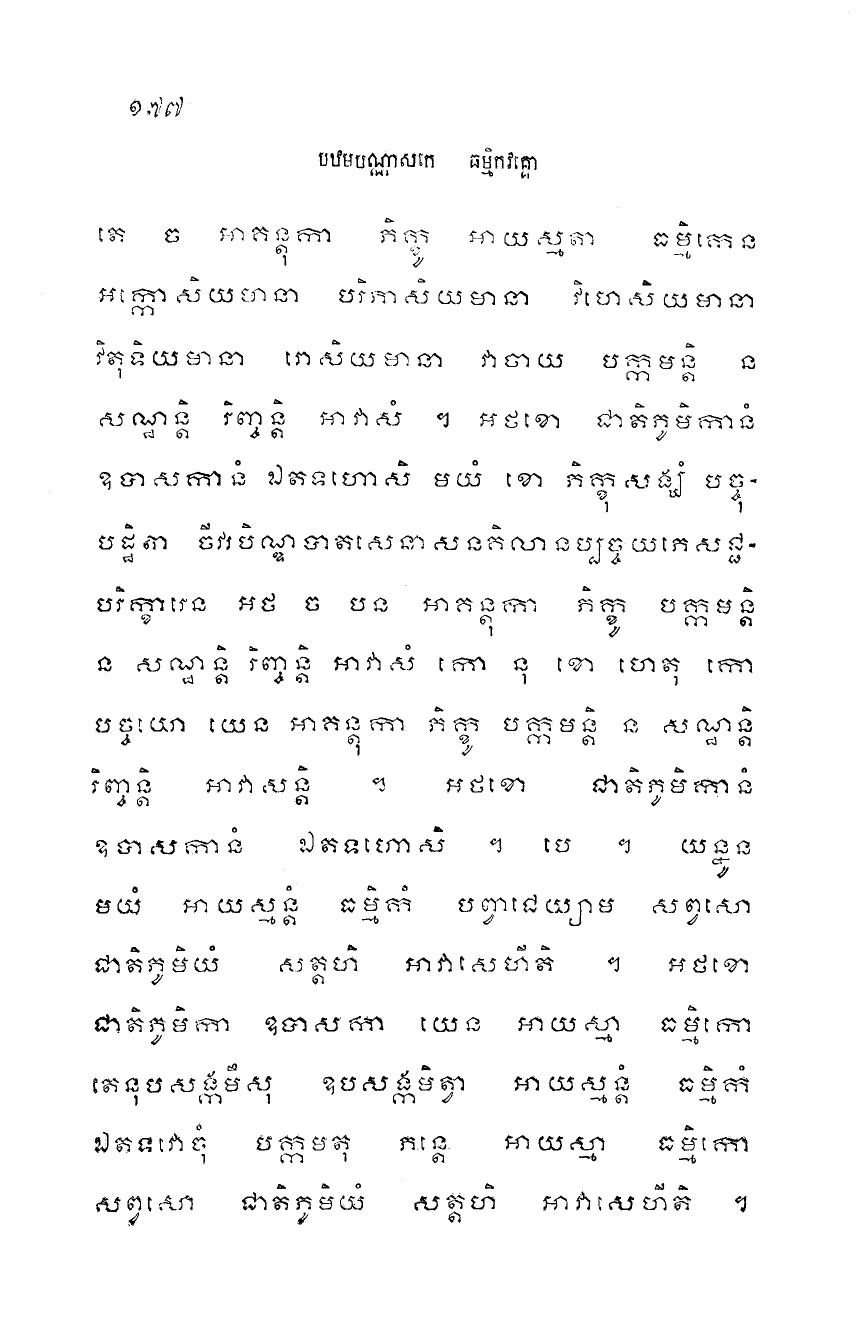 ១៩៧
បឋមបណ្ណាសកេ ធម្មិកវគ្គោ
តេ ច អាគន្តុកា ភិក្ខូ អាយស្មតា ធម្មិកេន
អក្កោសិយមានា បរិភាសិយមានា វិហេសិយមានា
វិតុទិយមានា រោសិយមានា វាចាយ បក្កមន្តិ ន
សណ្ឋន្តិ រិញ្ចន្តិ អាវាសំ ។ អថខោ ជាតិភូមិកានំ
ឧបាសកានំ ឯតទហោសិ មយំ ខោ ភិក្ខុសង្ឃំ បច្ចុ-
បដ្ឋិតា ចីវរបិណ្ឌបាតសេនាសនគិលានប្បច្ចយភេសជ្ជ-
បរិក្ខារេន អថ ច បន អាគន្តុកា ភិក្ខូ បក្កមន្តិ
ន សណ្ឋន្តិ រិញ្ចន្តិ អាវាសំ កោ នុ ខោ ហេតុ កោ
បច្ចយោ យេន អាគន្តុកា ភិក្ខូ បក្កមន្តិ ន សណ្ឋន្តិ
រិញ្ចន្តិ អាវាសន្តិ ។ អថខោ ជាតិភូមិកានំ
ឧបាសកានំ ឯតទហោសិ ។ បេ ។ យន្នូន
មយំ អាយស្មន្តំ ធម្មិកំ បព្វាជេយ្យាម សព្វសោ
ជាតិភូមិយំ សត្តហិ អាវាសេហីតិ ។ អថខោ
ជាតិភូមិកា ឧបាសកា យេន អាយស្មា ធម្មិកោ
តេនុបសង្កមឹសុ ឧបសង្កមិត្វា អាយស្មន្តំ ធម្មិកំ
ឯតទវោចុំ បក្កមតុ ភន្តេ អាយស្មា ធម្មិកោ
សព្វសោ ជាតិភូមិយំ សត្តហិ អាវាសេហីតិ ។